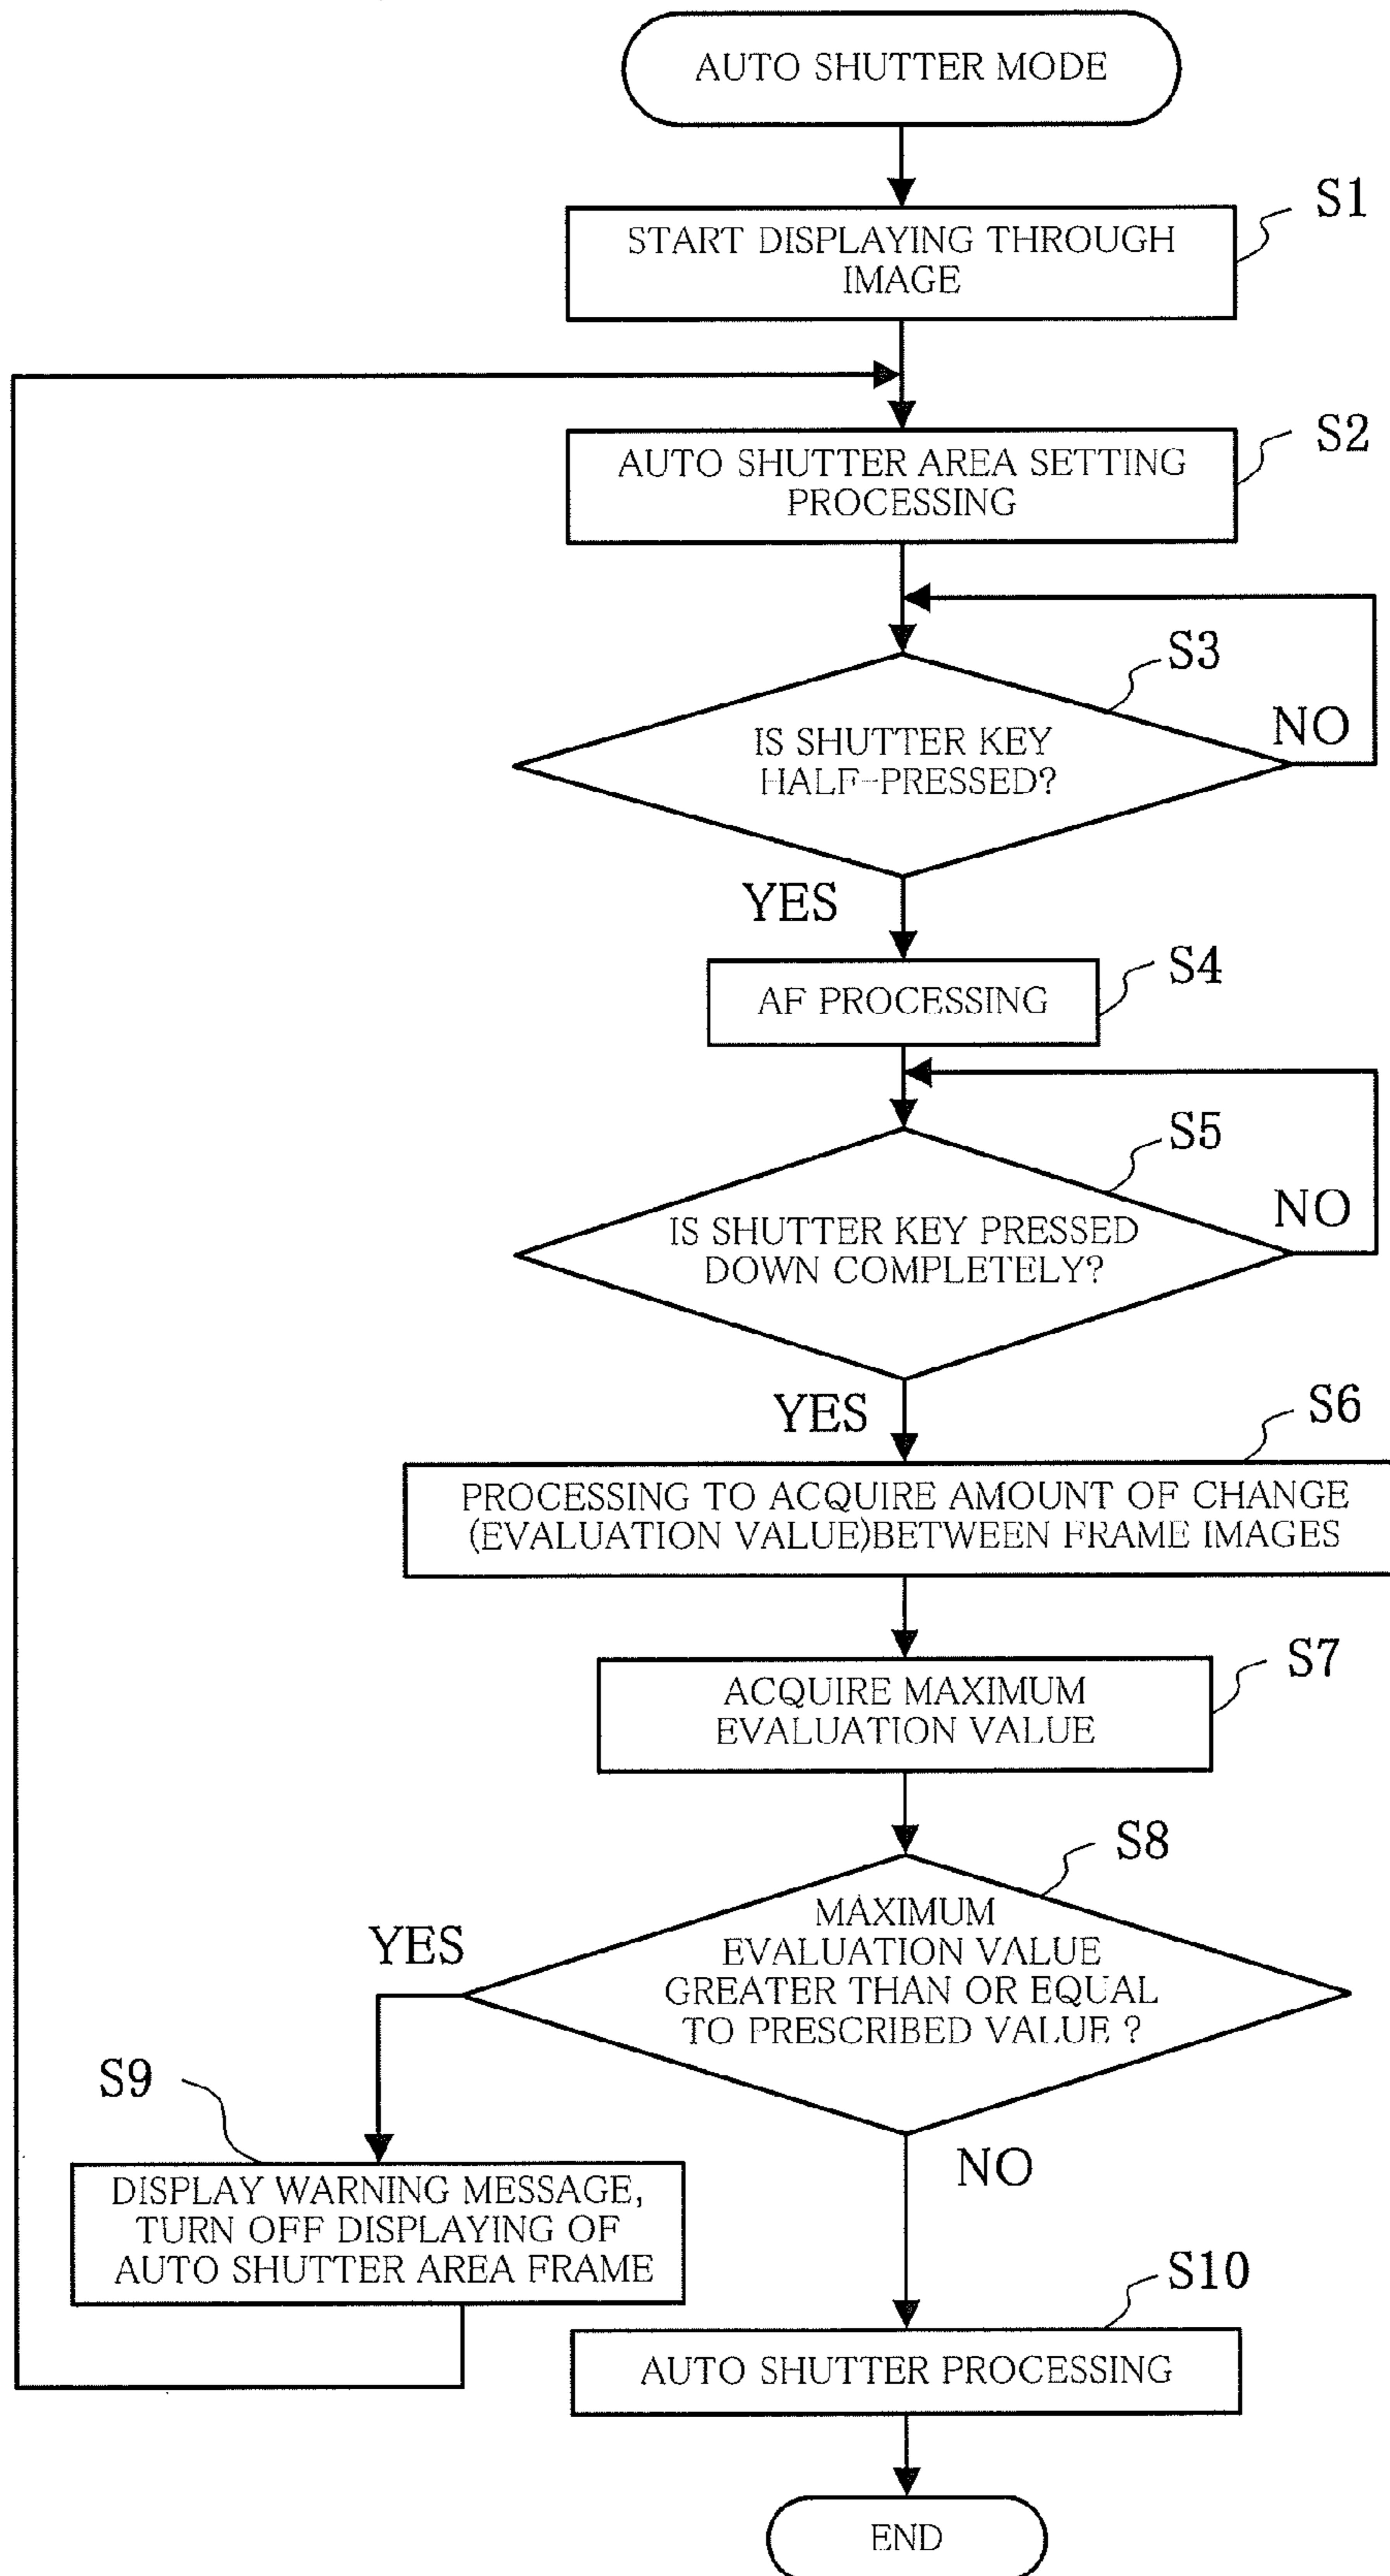 AUTO SHUTTER MODE
S1
START DISPLAYING THROUGH
IMAGE
S2
AUTO SHUTTER AREA SETTING
PROCESSING
S3
IS SHUTTER KEY
HALF-PRESSED?
NO
YES
S4
AF PROCESSING
S5
IS SHUTTER KEY PRESSED
DOWN COMPLETELY?
NO
YES
S6
PROCESSING TO ACQUIRE AMOUNT OF CHANGE
(EVALUATION VALUE)BETWEEN FRAME IMAGES
S7
ACQUIRE MAXIMUM
EVALUATION VALUE
S8
MAXIMUM
EVALUATION VALUE
GREATER THAN OR EQUAL
TO PRESCRIBED VALUE ?
YES
S9
DISPLAY WARNING MESSAGE,
TURN OFF DISPLAYING OF
AUTO SHUTTER AREA FRAME
NO
S10
AUTO SHUTTER PROCESSING
END